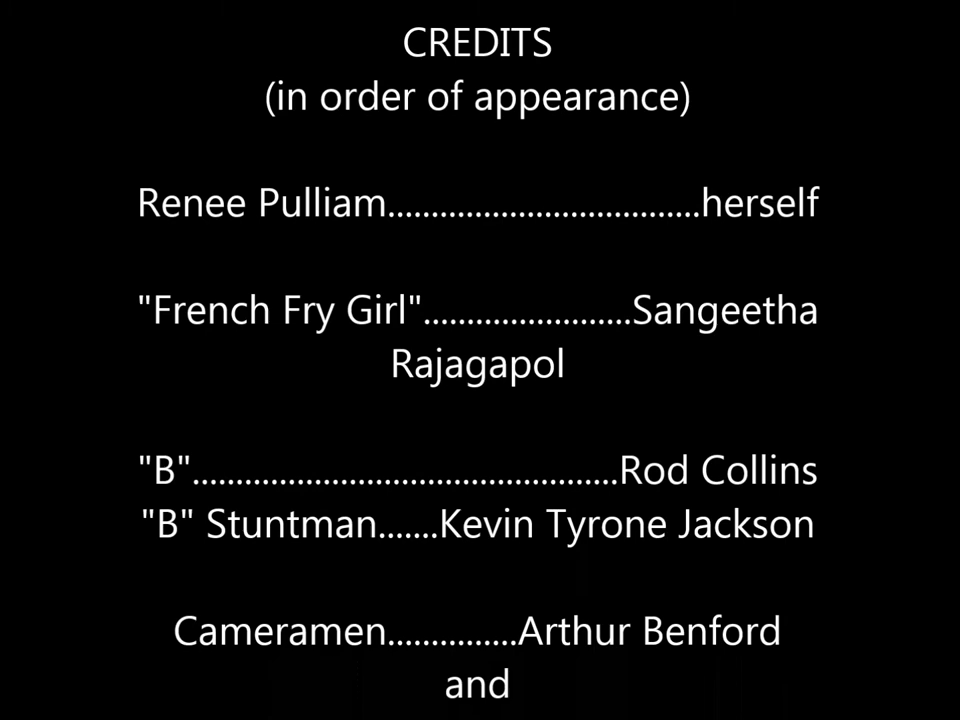 CREDITS
(in order of appearance)
Renee Pulliam....................................herself
"French Fry Girl"........................Sangeetha
Rajagapol
"B".................................................Rod Collins
"B" Stuntman.......Kevin Tyrone Jackson
Cameramen...............Arthur Benford
and